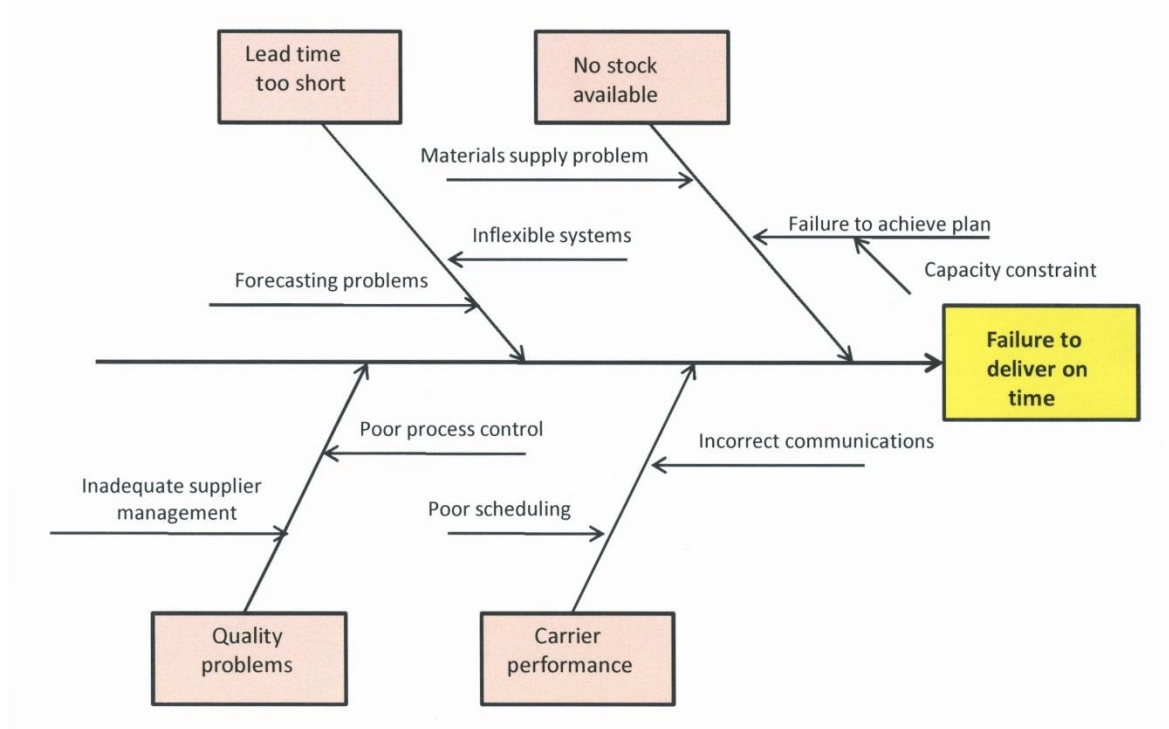 Lead time
too short
No stock
available
Materials supply problem
Failure to achieve plan
Inflexible systems
Capacity constraint
Forecasting problems
Failure to
deliver on
time
Poor process control
Incorrect communications
Inadequate supplier
management
Poor scheduling
Quality
problems
Carrier
performance